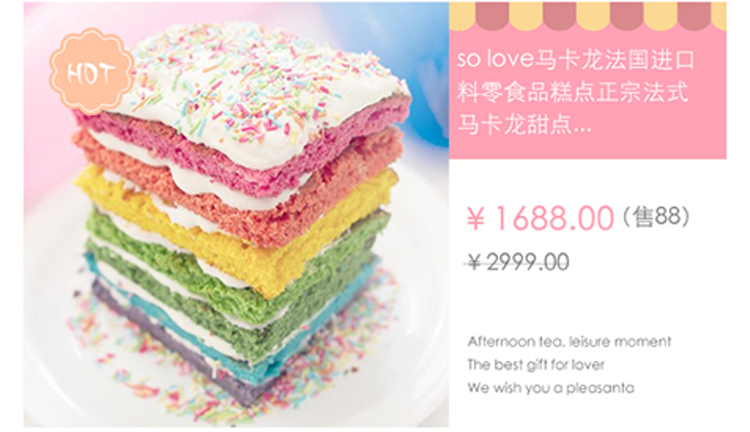 HOT
so love马卡龙法国进口
料零食品糕点正宗法式
马卡龙甜点...
¥1688.00（售88）
¥2999.00
Afternoon tea, leisure moment
The best gift for lover
We wish you a pleasanta